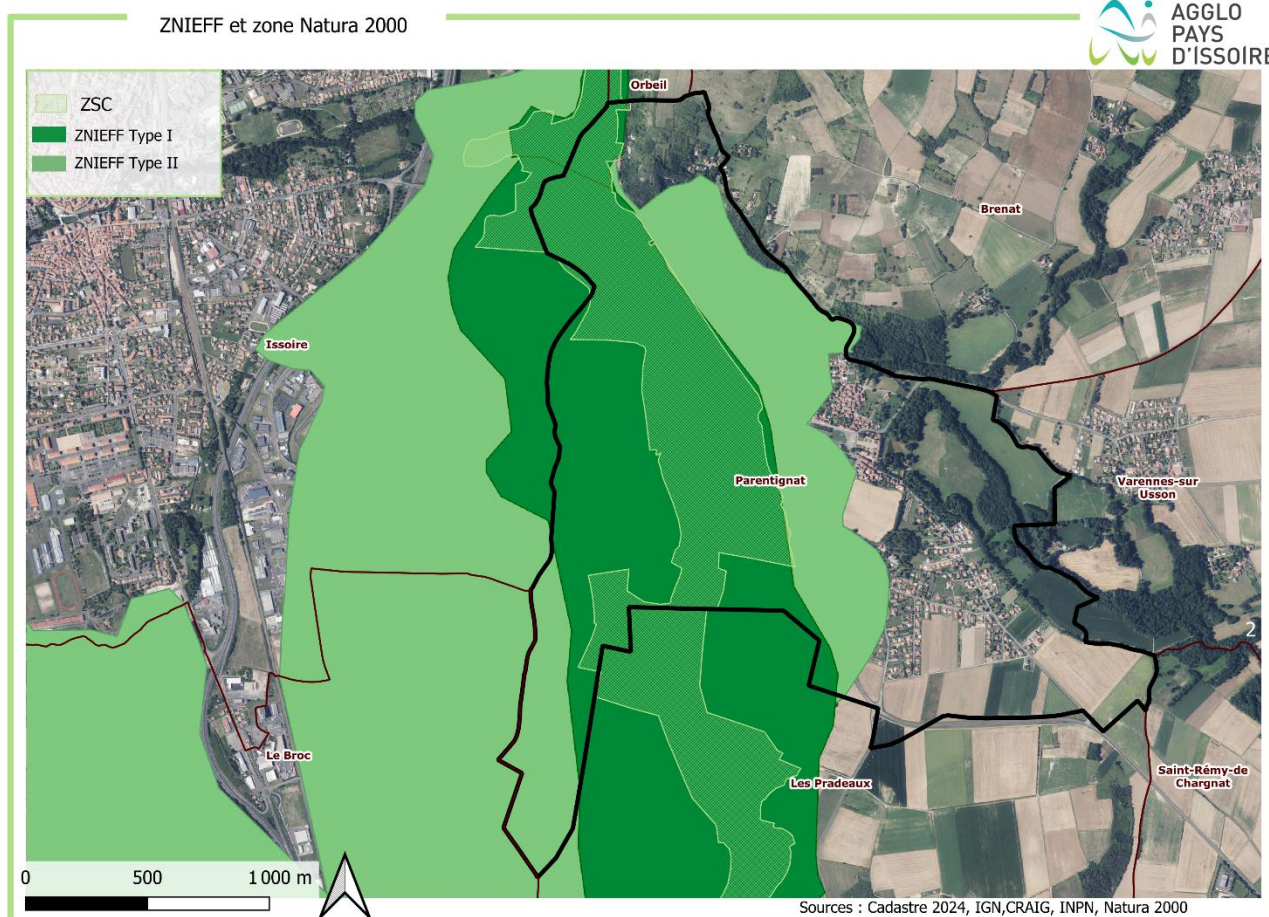 ZNIEFF et zone Natura 2000
AGGLO
PAYS
D'ISSOIRE
ZSC
ZNIEFF Type I
ZNIEFF Type II
Orbeil
Brenat
Issoire
Parentignat
Varennes-sur
Usson
2
Le Broc
Les Pradeaux
Saint-Rémy-de
Chargnat
0 500 1 000 m
Sources : Cadastre 2024, IGN,CRAIG, INPN, Natura 2000